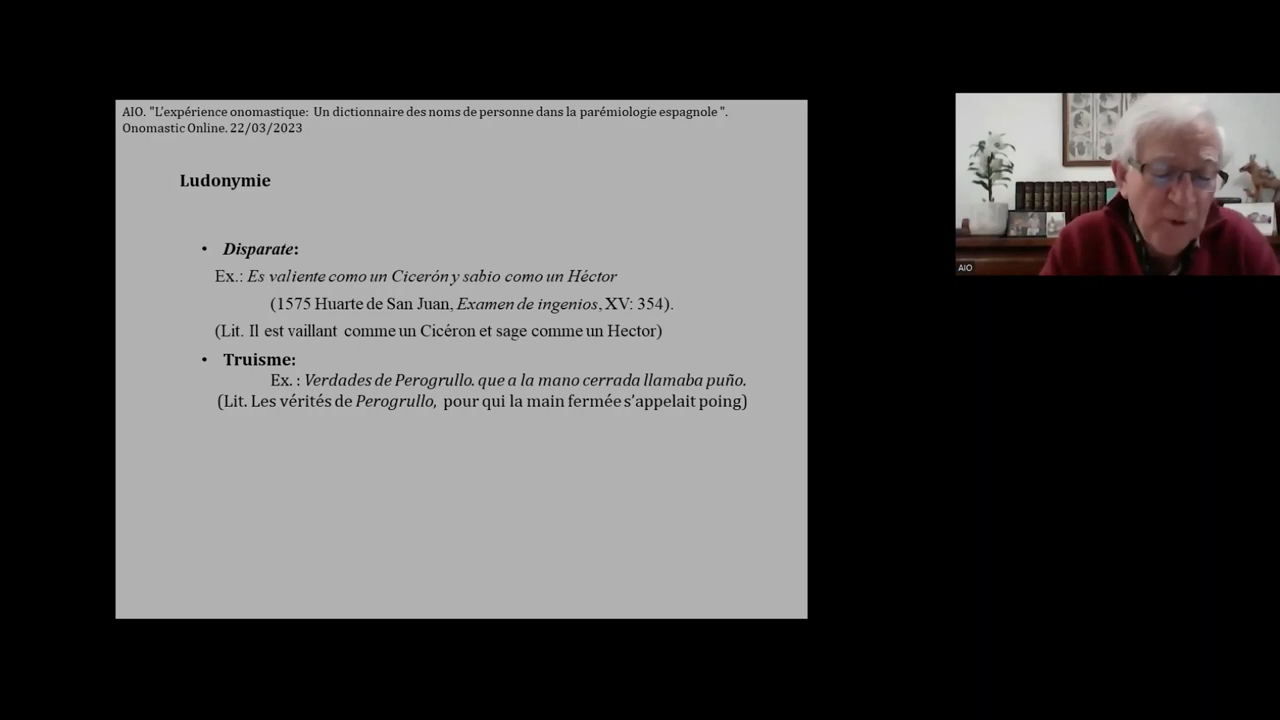 AIO. "L'expérience onomastique: Un dictionnaire des noms de personne dans la parémiologie espagnole ".
Onomastic Online. 22/03/2023
Ludonymie
• Disparate:
Ex.: Es valiente como un Cicerón y sabio como un Héctor
(1575 Huarte de San Juan, Examen de ingenios, XV: 354).
(Lit. Il est vaillant comme un Cicéron et sage comme un Hector)
• Truisme:
Ex. : Verdades de Perogrullo. que a la mano cerrada llamaba puño.
(Lit. Les vérités de Perogrullo, pour qui la main fermée s'appelait poing)
AIO